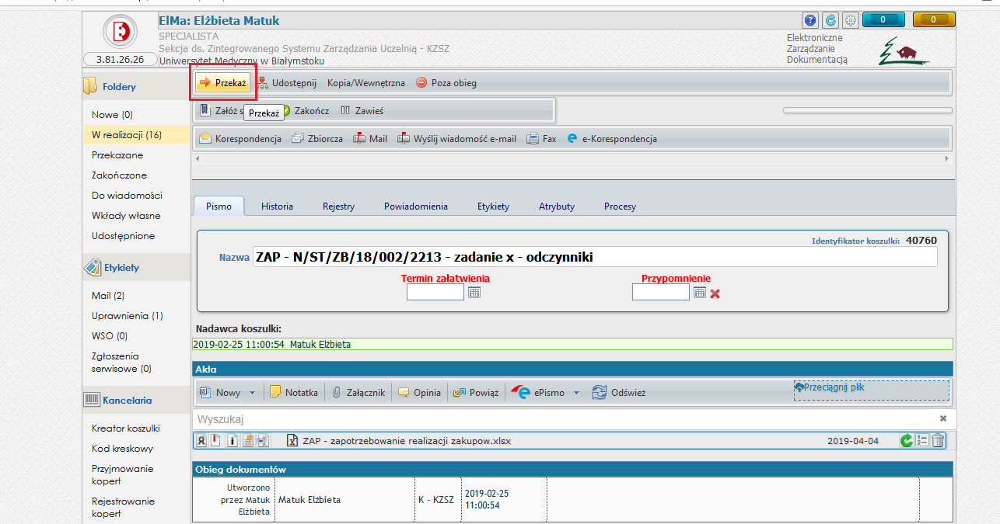 ElMa: Elżbieta Matuk
SPECJALISTA
Sekcja ds. Zintegrowanego Systemu Zarządzania Uczelnią - KZSZ
Uniwersytet Medyczny w Białymstoku
3.81.26.26
0
0
Elektroniczne
Zarządzanie
Dokumentacją
Foldery
Nowe (0)
W realizacji (16)
Przekazane
Zakończone
Do wiadomości
Wkłady własne
Udostępnione
Etykiety
Mail (2)
Uprawnienia (1)
WSO (0)
Zgłoszenia
serwisowe (0)
Kancelaria
Kreator koszulki
Kod kreskowy
Przyjmowanie
kopert
Rejestrowanie
kopert
Przekaż Udostępnij Kopia/Wewnętrzna Poza obieg
Załóż s Przekaż Zakończ Zawieś
Korespondencja Zbiorcza Mail Wyślij wiadomość e-mail Fax e-Korespondencja
Pismo Historia Rejestry Powiadomienia Etykiety Atrybuty Procesy
Identyfikator koszulki: 40760
Nazwa ZAP - N/ST/ZB/18/002/2213 - zadanie x - odczynniki
Termin załatwienia Przypomnienie
Nadawca koszulki:
2019-02-25 11:00:54 Matuk Elżbieta
Akta
Nowy Notatka Załącznik Opinia Powiąż ePismo Odśwież Przeciągnij plik
Wyszukaj
ZAP - zapotrzebowanie realizacji zakupow.xlsx 2019-04-04
Obieg dokumentów
Utworzono
przez Matuk
Elżbieta
Matuk Elżbieta
K - KZSZ
2019-02-25
11:00:54